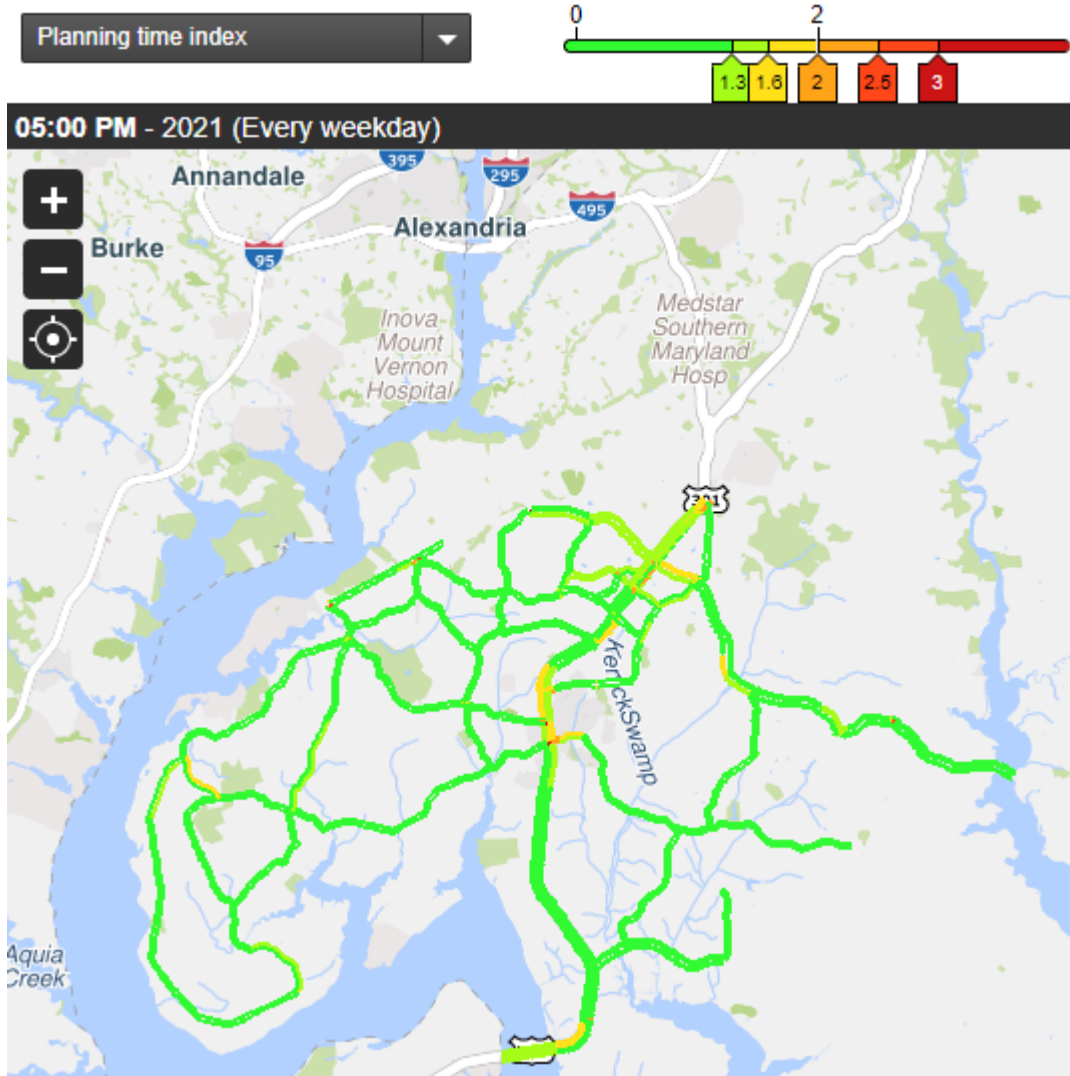 Planning time index
0 2
1.3 1.6 2 2.5 3
05:00 PM - 2021 (Every weekday)
395
Annandale
295
495
Alexandria
Burke
95
+
−
Inova
Mount
Vernon
Hospital
Medstar
Southern
Maryland
Hosp
301
KerrickSwamp
Aquia
Creek